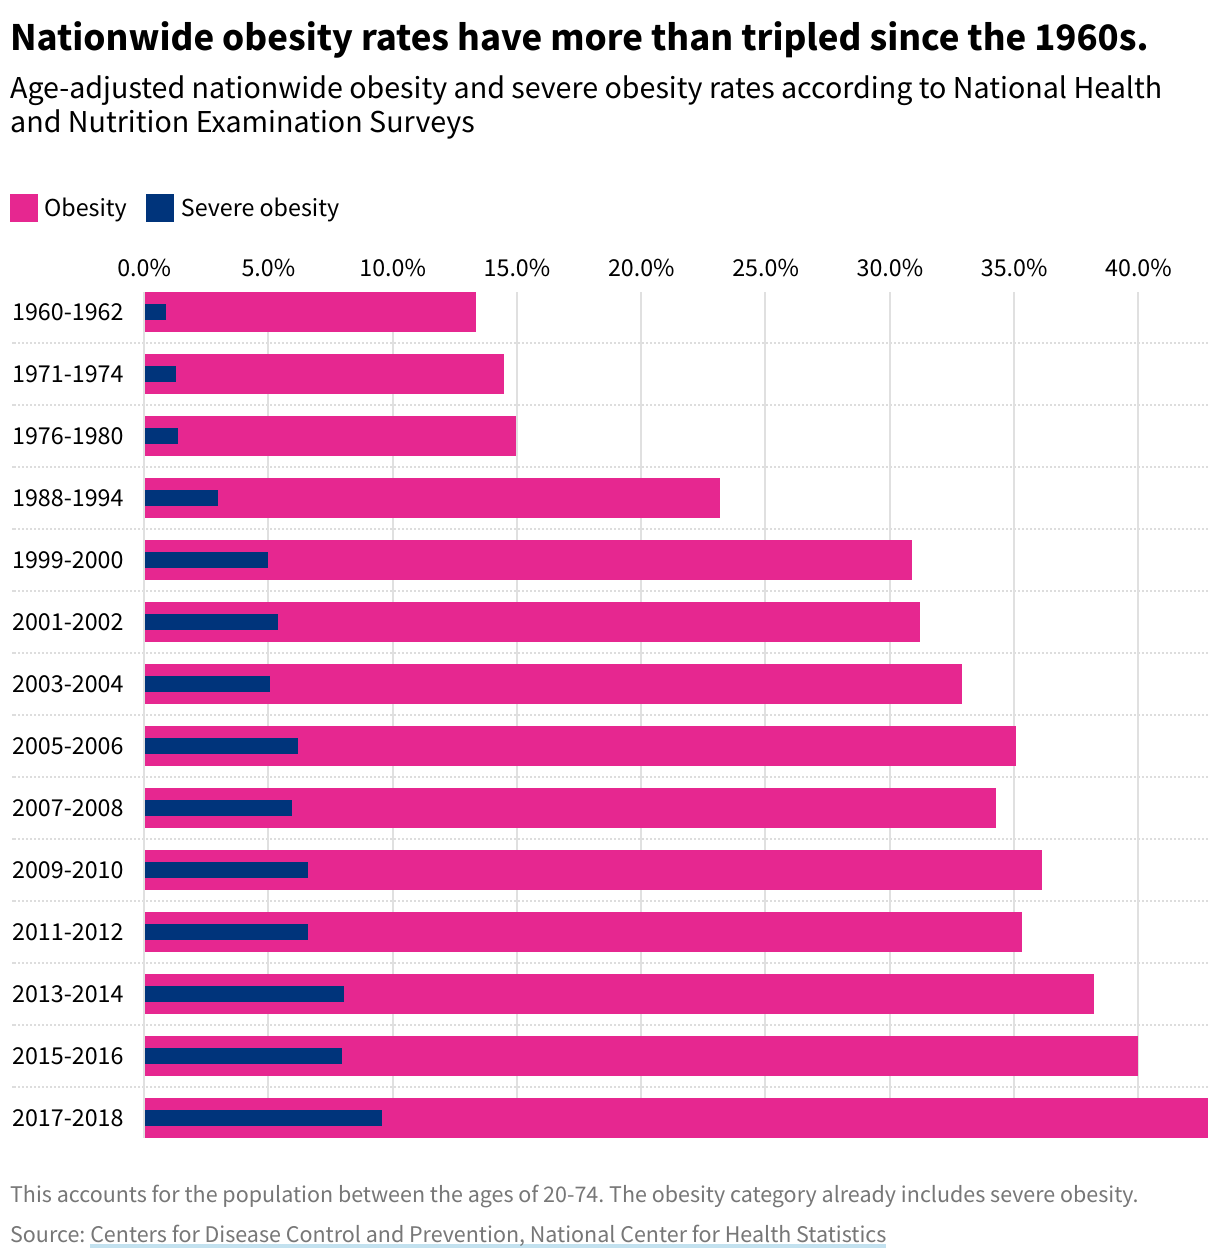 Nationwide obesity rates have more than tripled since the 1960s.
Age-adjusted nationwide obesity and severe obesity rates according to National Health
and Nutrition Examination Surveys
Obesity Severe obesity
0.0% 5.0% 10.0% 15.0% 20.0% 25.0% 30.0% 35.0% 40.0%
1960-1962
1971-1974
1976-1980
1988-1994
1999-2000
2001-2002
2003-2004
2005-2006
2007-2008
2009-2010
2011-2012
2013-2014
2015-2016
2017-2018
This accounts for the population between the ages of 20-74. The obesity category already includes severe obesity.
Source: Centers for Disease Control and Prevention, National Center for Health Statistics